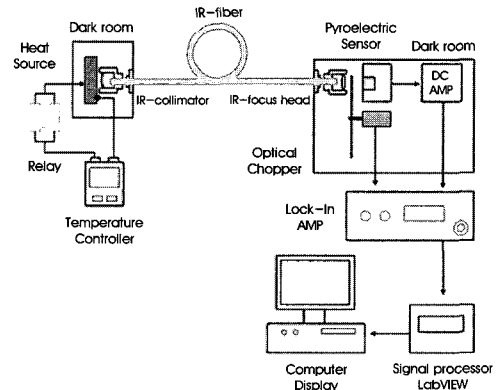 IR-fiber
Dark room
Heat
Source
Pyroelectric
Sensor
Dark room
DC
AMP
IR-collimator
IR-focus head
Relay
Optical
Chopper
Temperature
Controller
Lock-In
AMP
Computer
Display
Signal processor
LabVIEW